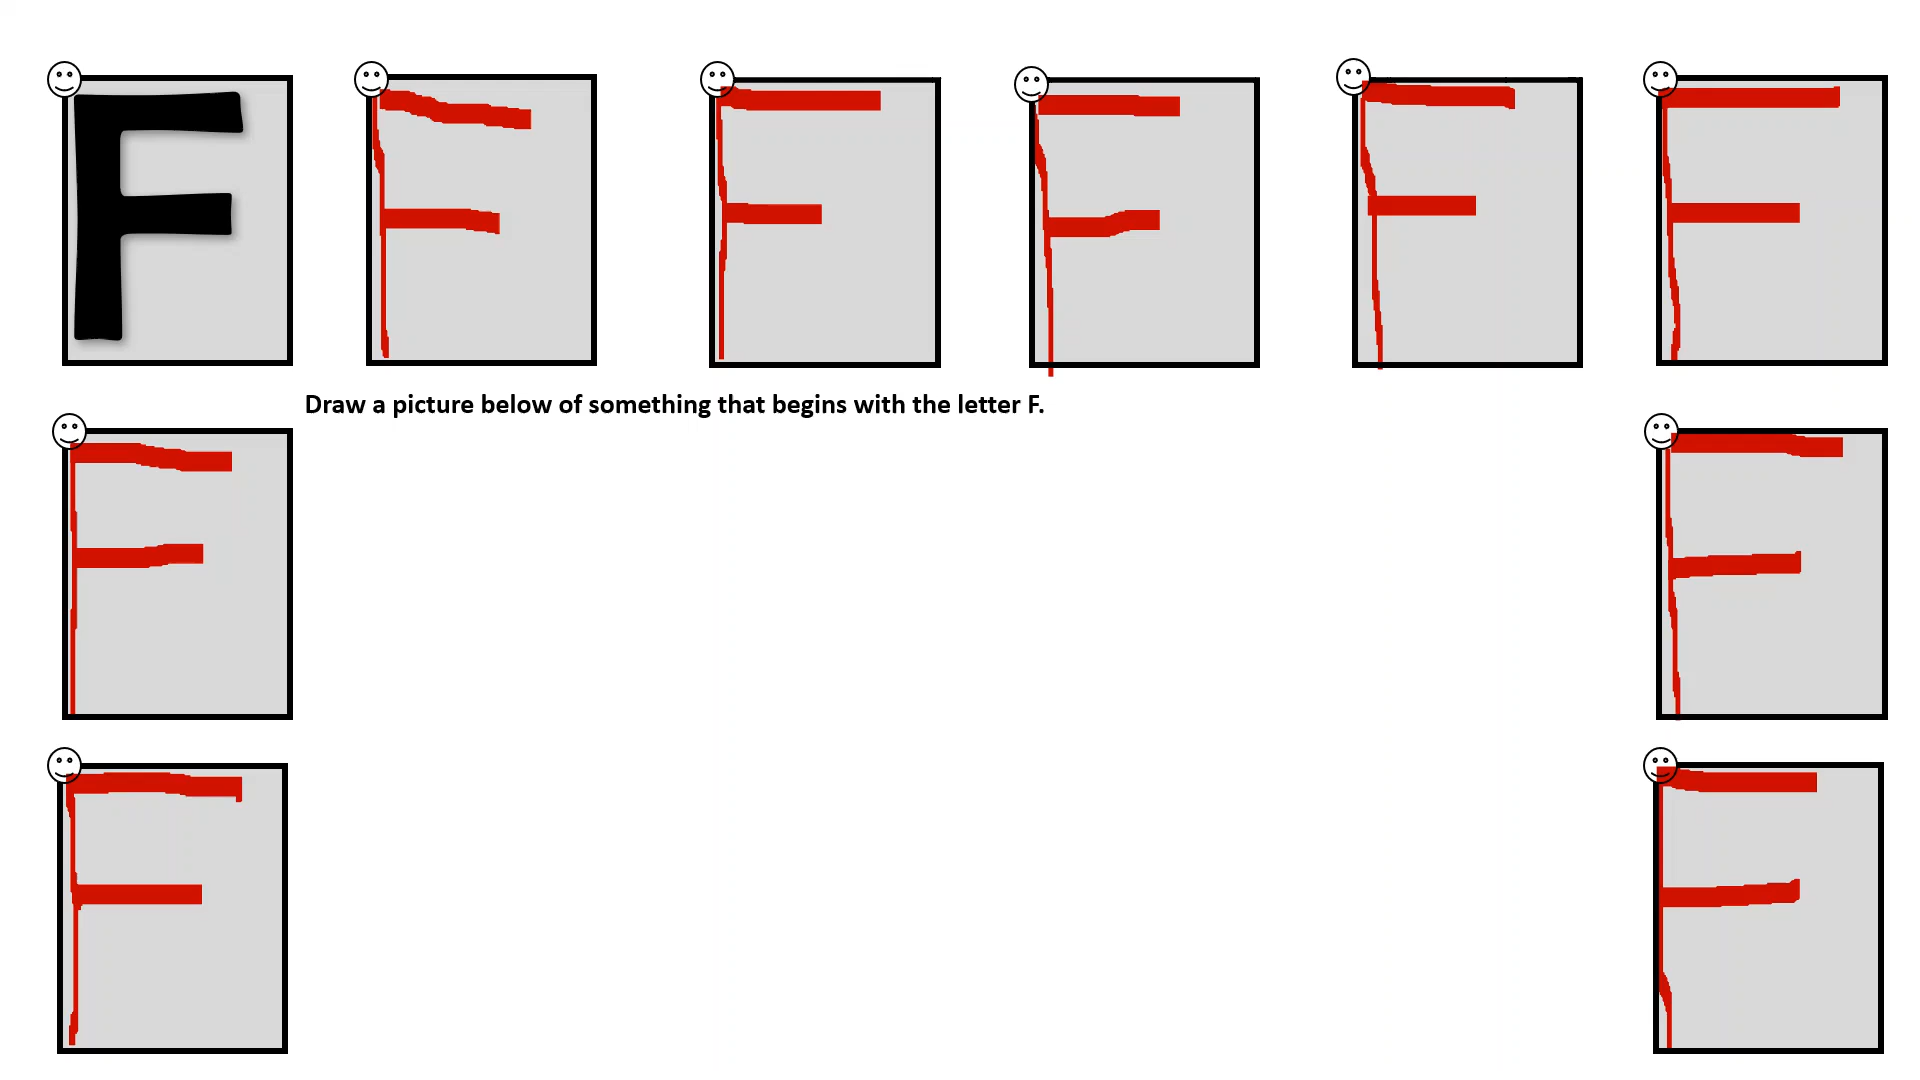 F F F F F F
Draw a picture below of something that begins with the letter F.
F F
F F